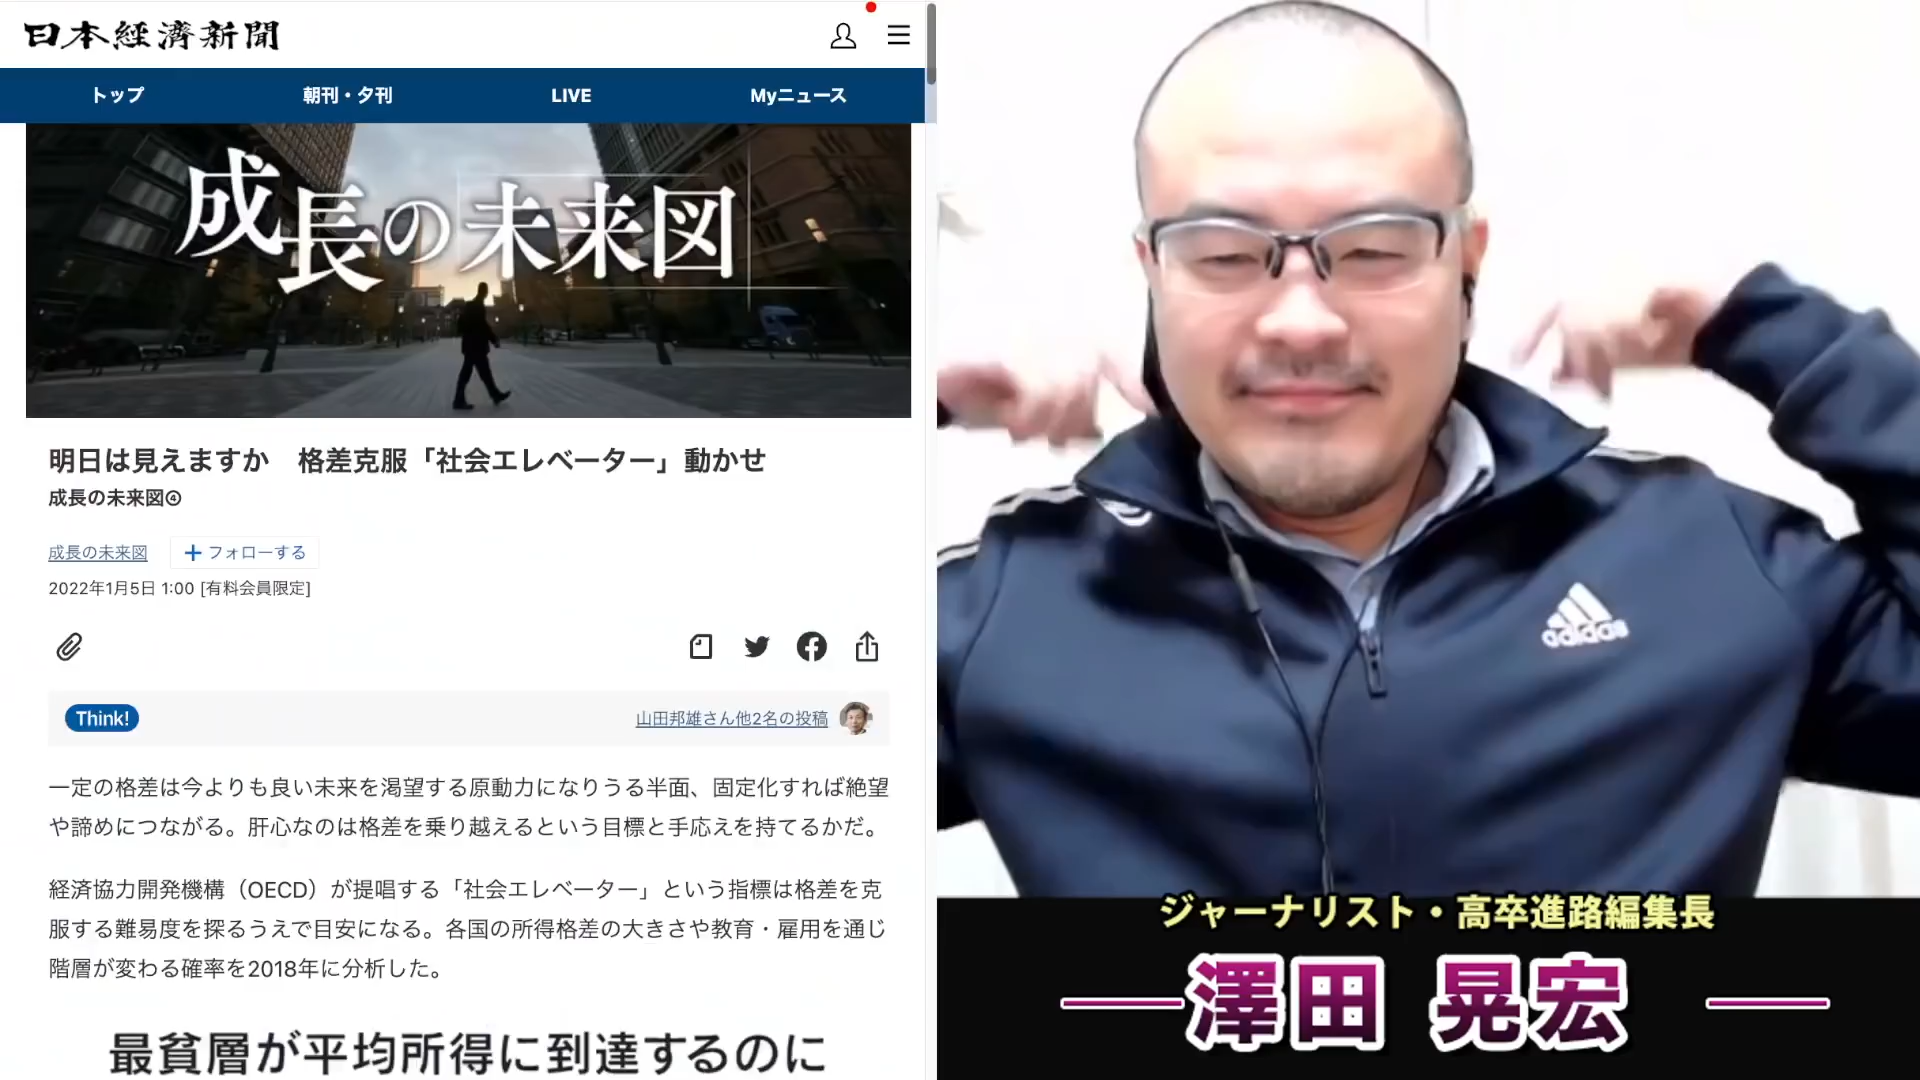 日本経済新聞
トップ
朝刊・夕刊
LIVE
Myニュース
成長の未来図
明日は見えますか　格差克服「社会エレベーター」動かせ
成長の未来図④
成長の未来図
＋フォローする
2022年1月5日 1:00 [有料会員限定]
Think!
山田邦雄さん他2名の投稿
一定の格差は今よりも良い未来を渇望する原動力になりうる半面、固定化すれば絶望
や諦めにつながる。肝心なのは格差を乗り越えるという目標と手応えを持てるかだ。
経済協力開発機構（OECD）が提唱する「社会エレベーター」という指標は格差を克
服する難易度を探るうえで目安になる。各国の所得格差の大きさや教育・雇用を通じ
階層が変わる確率を2018年に分析した。
最貧層が平均所得に到達するのに
adidas
ジャーナリスト・高卒進路編集長
澤田 晃宏